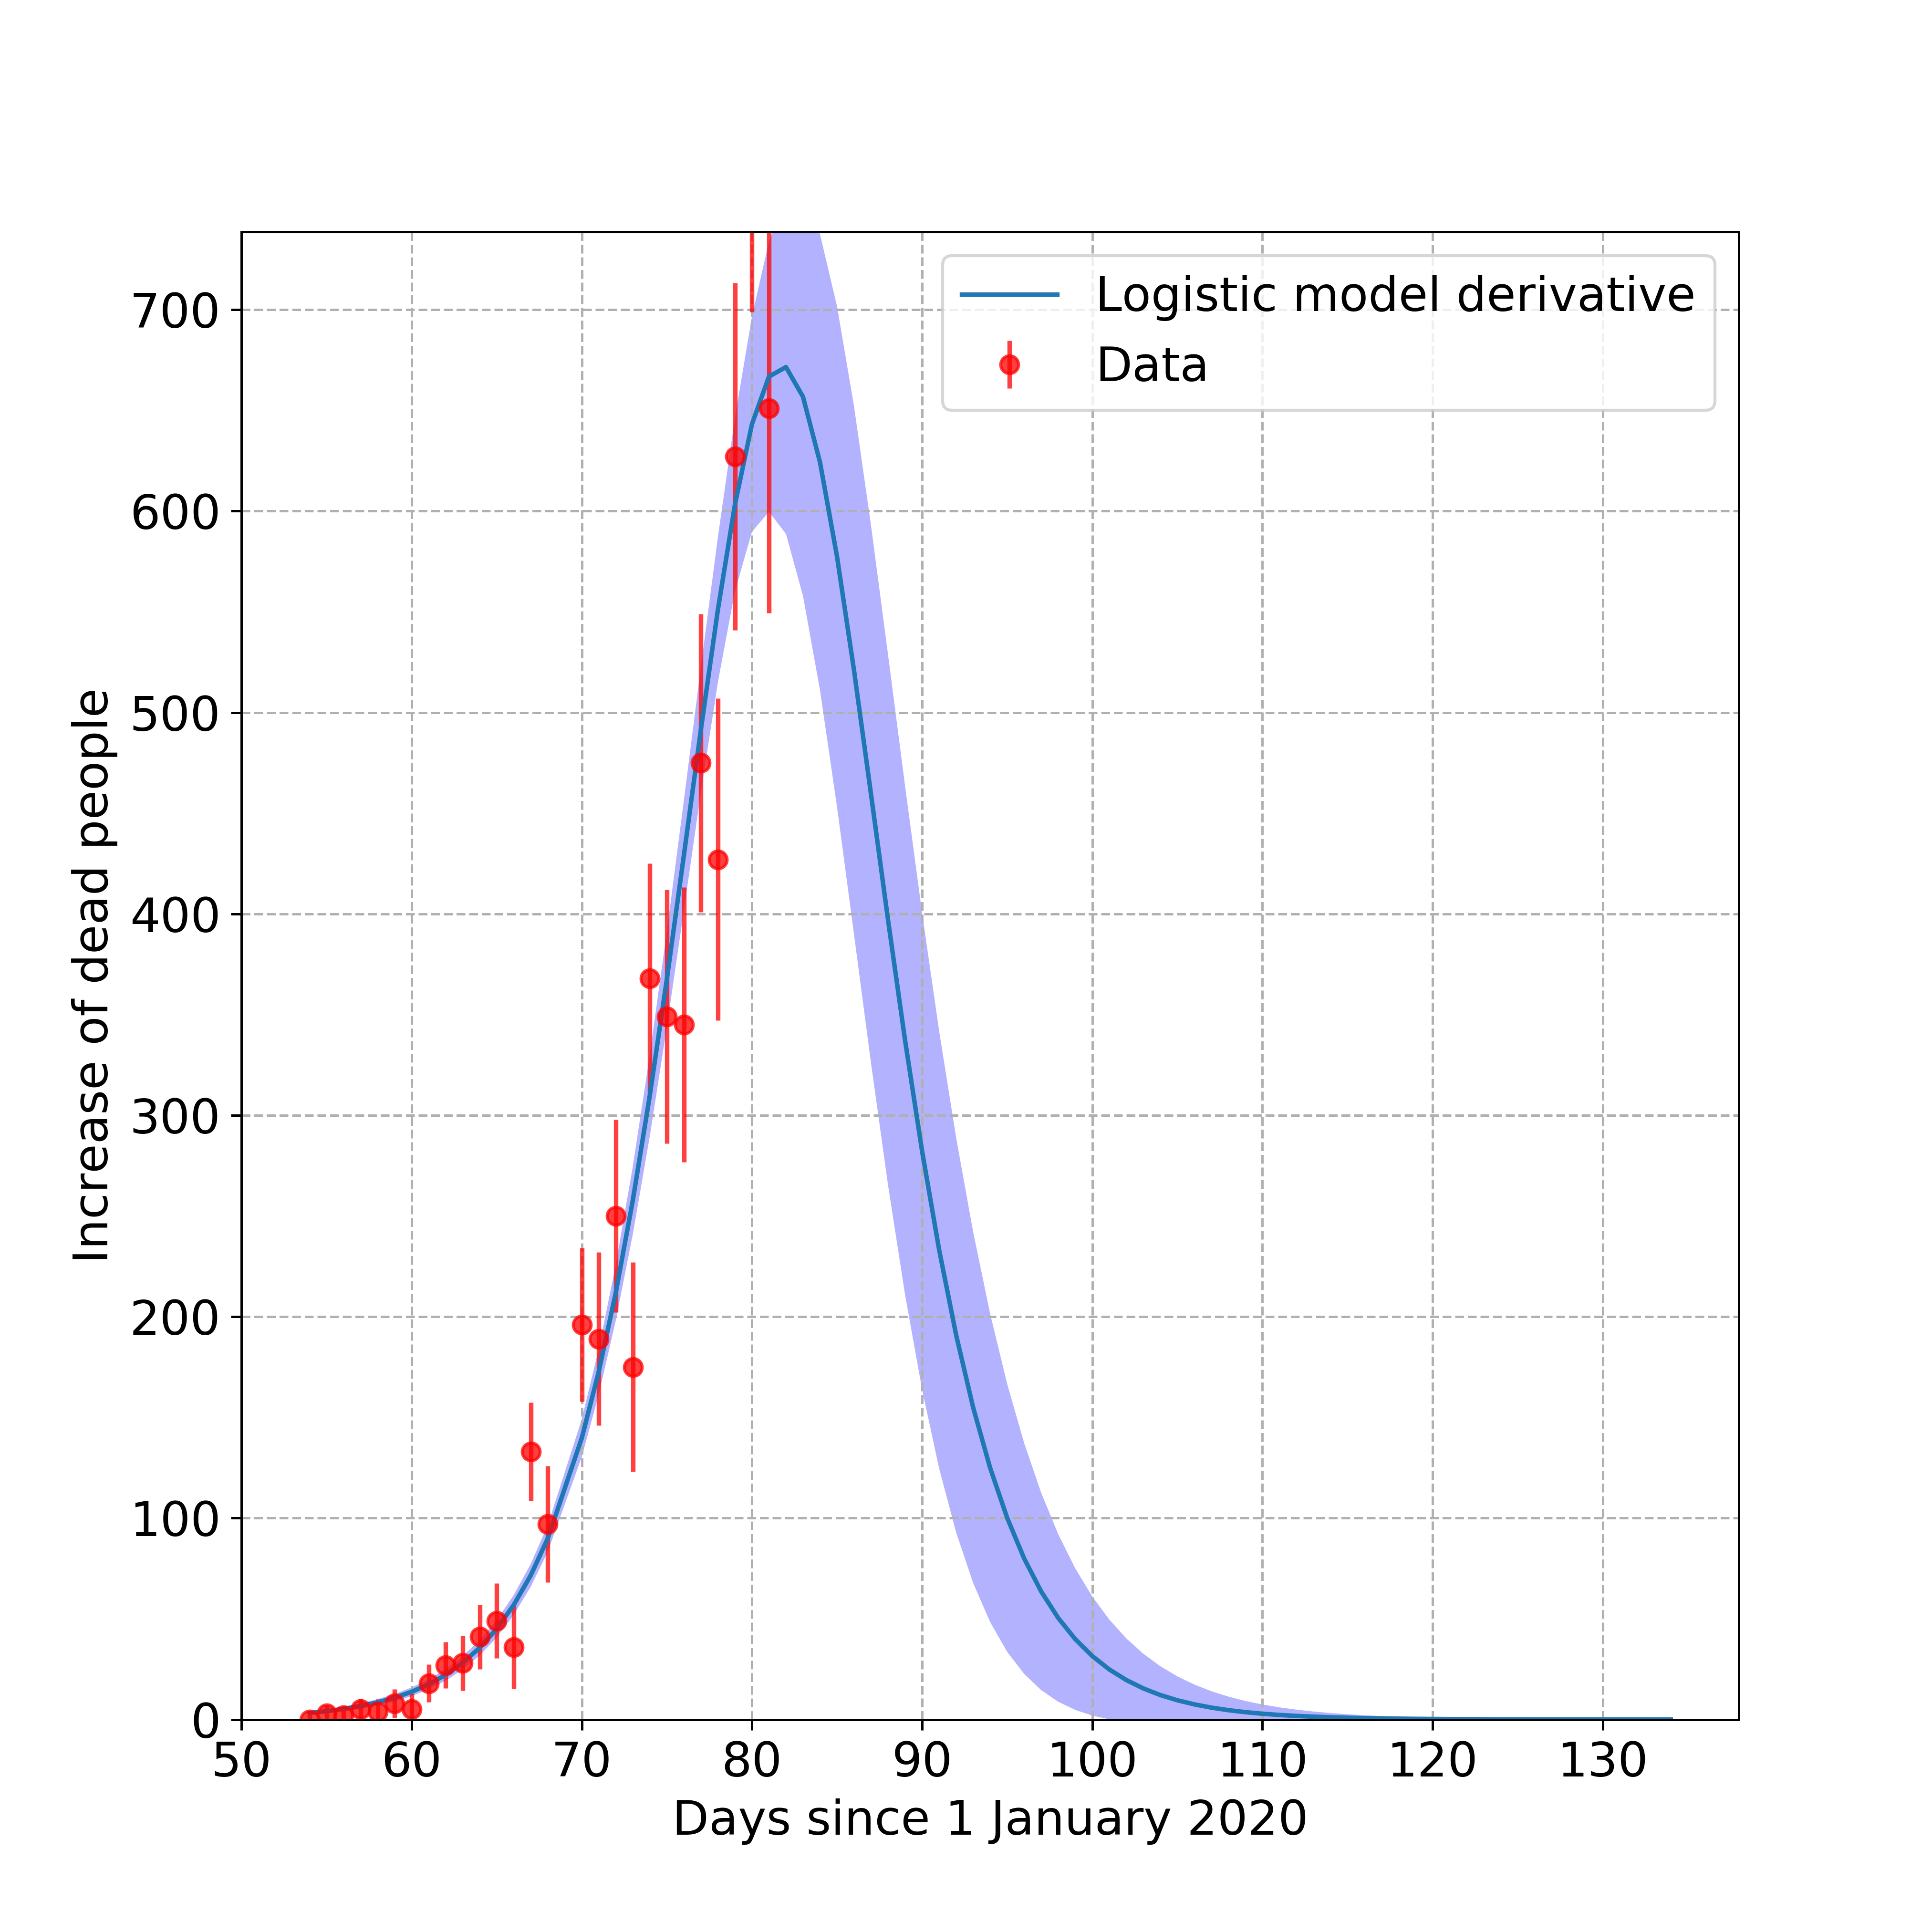 Logistic model derivative
Data
700
600
500
400
300
200
100
0
Increase of dead people
50 60 70 80 90 100 110 120 130
Days since 1 January 2020